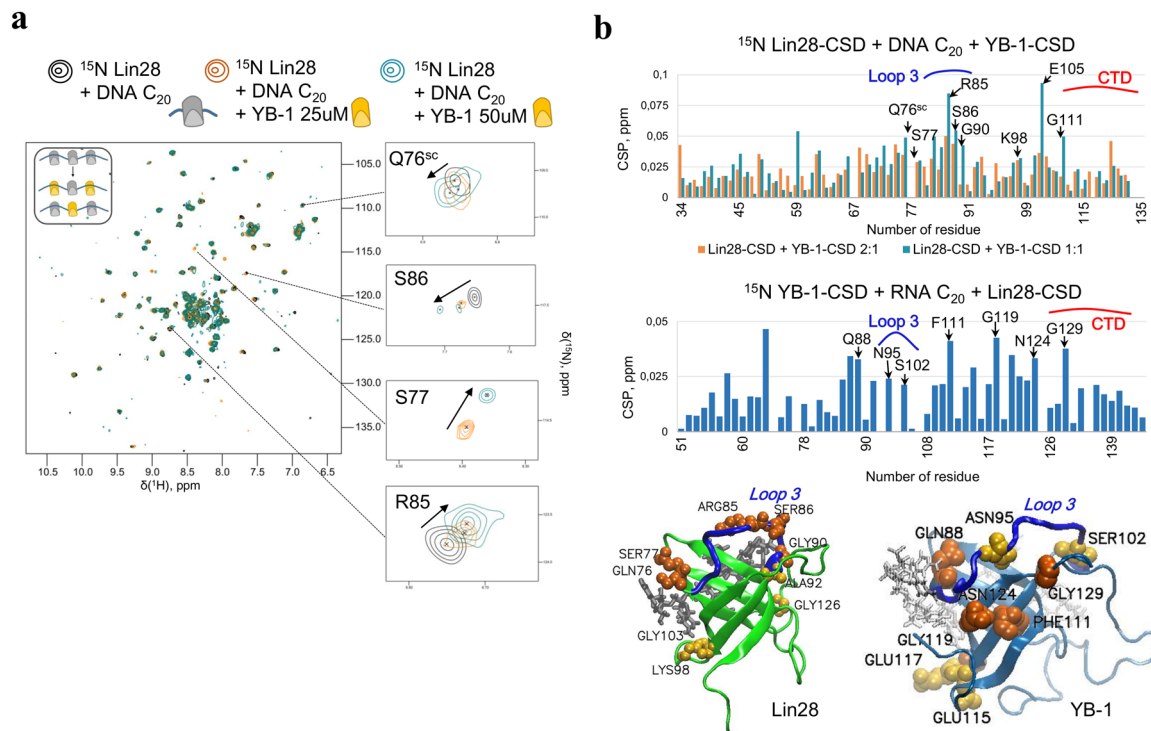 a
¹⁵N Lin28
+ DNA C₂₀
¹⁵N Lin28
+ DNA C₂₀
+ YB-1 25uM
¹⁵N Lin28
+ DNA C₂₀
+ YB-1 50uM
105.0
110.0
115.0
120.0
125.0
130.0
135.0
10.5 10.0 9.5 9.0 8.5 8.0 7.5 7.0 6.5
δ(¹H), ppm
δ(¹⁵N), ppm
Q76ˢᶜ
S86
S77
R85
b
¹⁵N Lin28-CSD + DNA C₂₀ + YB-1-CSD
Loop 3
R85
E105
CTD
Q76ˢᶜ
S77
S86
G90
K98
G111
CSP, ppm
0,1
0,075
0,05
0,025
0
34 45 59 67 77 91 99 115 135
Number of residue
Lin28-CSD + YB-1-CSD 2:1
Lin28-CSD + YB-1-CSD 1:1
¹⁵N YB-1-CSD + RNA C₂₀ + Lin28-CSD
Loop 3
Q88
N95
S102
F111
G119
N124
G129
CTD
CSP, ppm
0,05
0,025
0
51 60 78 90 108 117 126 139
Number of residue
Loop 3
ARG85
SER86
SER77
GLN76
GLY90
ALA92
GLY126
GLY103
LYS98
Lin28
Loop 3
ASN95
GLN88
SER102
ASN124
GLY129
PHE111
GLY119
GLU117
GLU115
YB-1